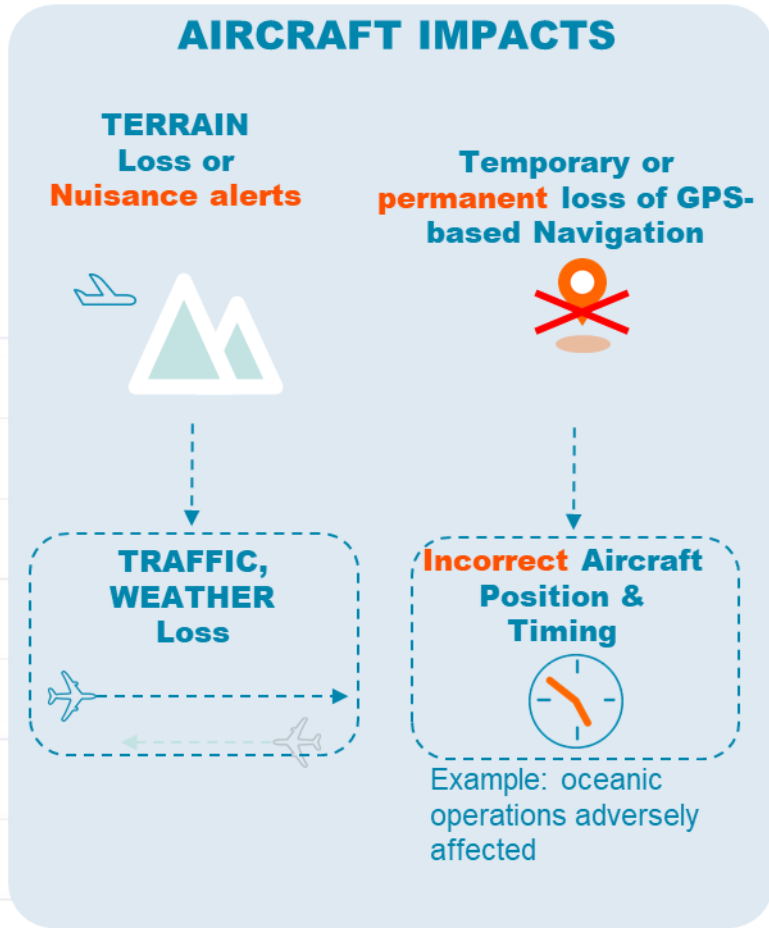 AIRCRAFT IMPACTS
TERRAIN
Loss or
Nuisance alerts
Temporary or
permanent loss of GPS-
based Navigation
TRAFFIC,
WEATHER
Loss
Incorrect Aircraft
Position &
Timing
Example: oceanic
operations adversely
affected